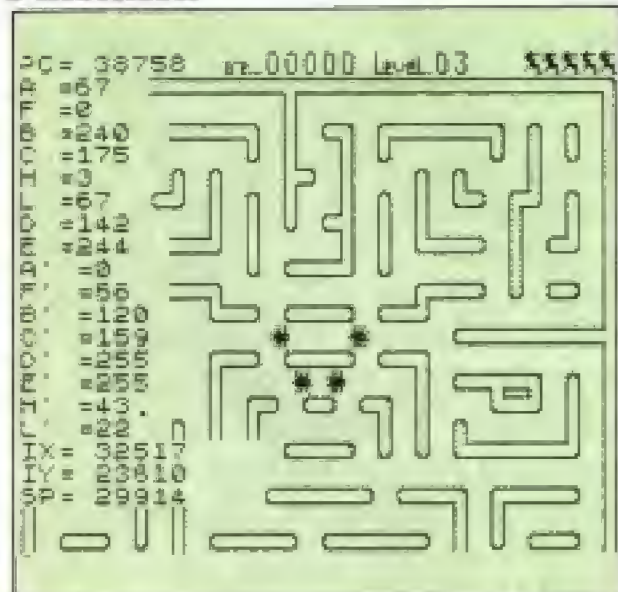 PC= 38758 00000 Level 03
A =67
F =0
B =240
C =175
H =3
L =67
D =142
E =244
A' =0
F' =56
B' =120
C' =159
D' =255
E' =255
H' =43
L' =22
IX= 32517
IY= 23610
SP= 29914